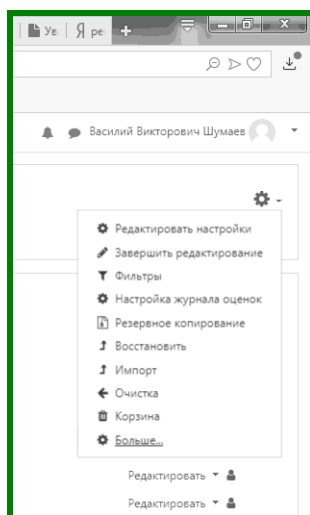 Ув. Я ре
Василий Викторович Шумаев
Редактировать настройки
Завершить редактирование
Фильтры
Настройка журнала оценок
Резервное копирование
Восстановить
Импорт
Очистка
Корзина
Больше...
Редактировать
Редактировать